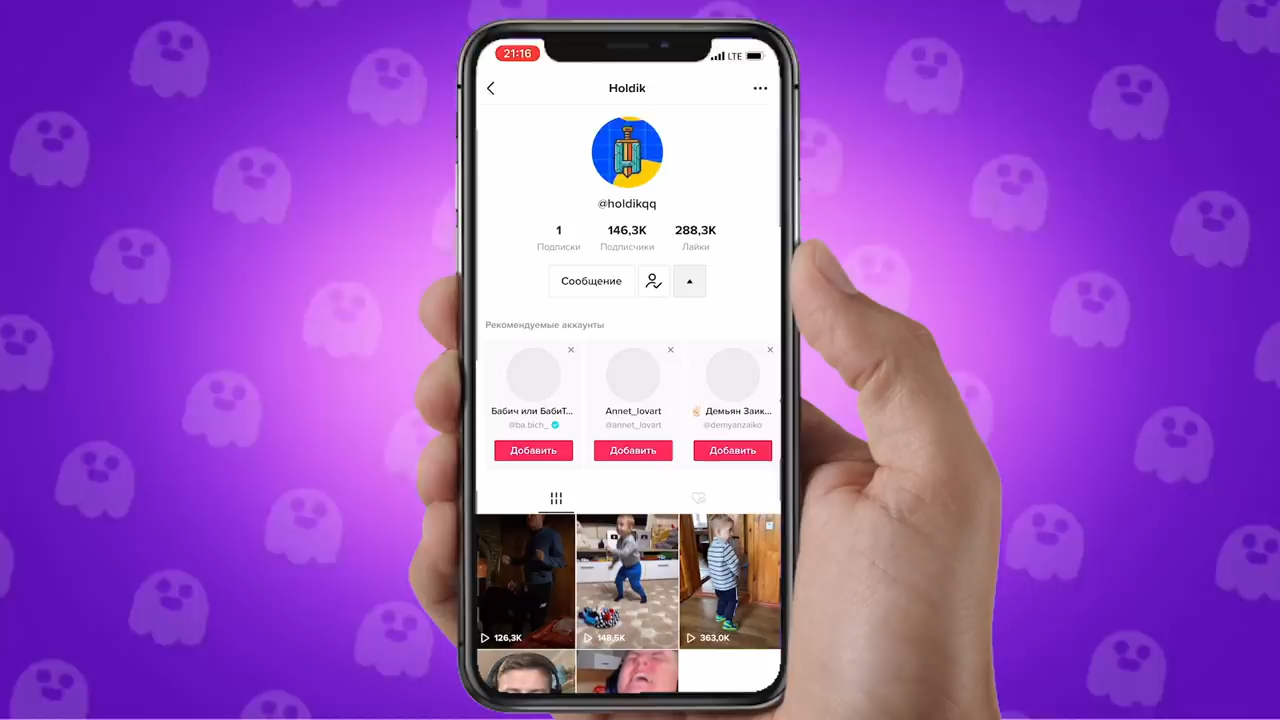 21:16
LTE
Holdik
@holdikqq
1 146,3K 288,3K
Подписки Подписчики Лайки
Сообщение
Рекомендуемые аккаунты
Бабич или БабиТ... Annet_lovart Демьян Заик...
@ba.bich_ @annet_lovart @demyanzaiko
Добавить Добавить Добавить
126,3K 148,5K 363,0K